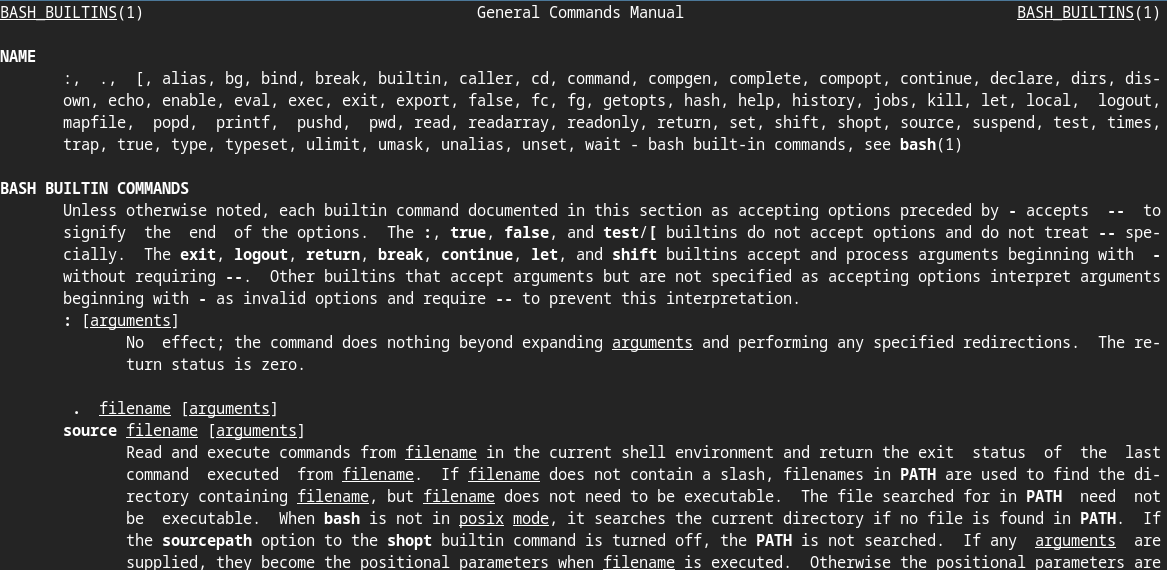 BASH_BUILTINS(1) General Commands Manual BASH_BUILTINS(1)
NAME
:, ., [, alias, bg, bind, break, builtin, caller, cd, command, compgen, complete, compopt, continue, declare, dirs, dis-
own, echo, enable, eval, exec, exit, export, false, fc, fg, getopts, hash, help, history, jobs, kill, let, local, logout,
mapfile, popd, printf, pushd, pwd, read, readarray, readonly, return, set, shift, shopt, source, suspend, test, times,
trap, true, type, typeset, ulimit, umask, unalias, unset, wait - bash built-in commands, see bash(1)
BASH BUILTIN COMMANDS
Unless otherwise noted, each builtin command documented in this section as accepting options preceded by - accepts -- to
signify the end of the options. The :, true, false, and test/[ builtins do not accept options and do not treat -- spe-
cially. The exit, logout, return, break, continue, let, and shift builtins accept and process arguments beginning with -
without requiring --. Other builtins that accept arguments but are not specified as accepting options interpret arguments
beginning with - as invalid options and require -- to prevent this interpretation.
: [arguments]
No effect; the command does nothing beyond expanding arguments and performing any specified redirections. The re-
turn status is zero.
. filename [arguments]
source filename [arguments]
Read and execute commands from filename in the current shell environment and return the exit status of the last
command executed from filename. If filename does not contain a slash, filenames in PATH are used to find the di-
rectory containing filename, but filename does not need to be executable. The file searched for in PATH need not
be executable. When bash is not in posix mode, it searches the current directory if no file is found in PATH. If
the sourcepath option to the shopt builtin command is turned off, the PATH is not searched. If any arguments are
supplied, they become the positional parameters when filename is executed. Otherwise the positional parameters are